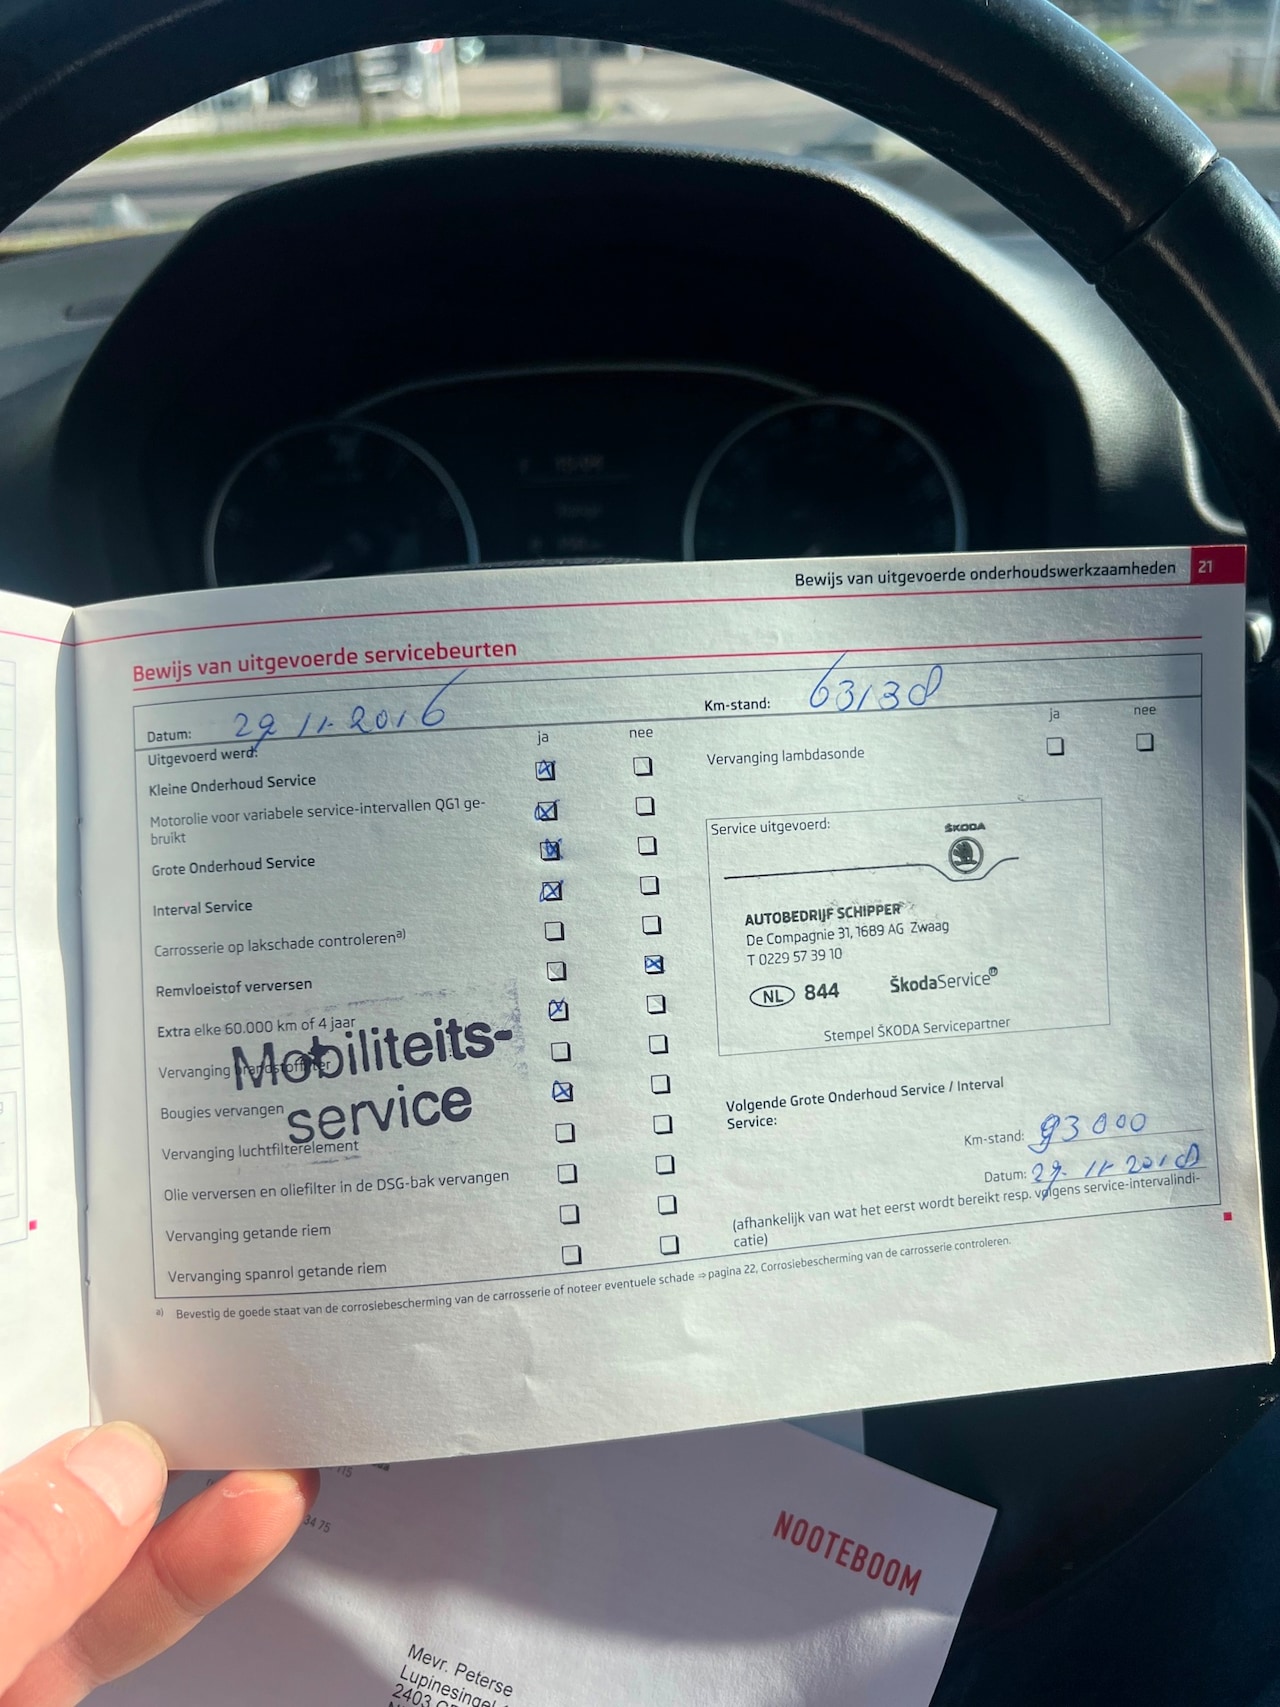 Bewijs van uitgevoerde onderhoudswerkzaamheden 21
Bewijs van uitgevoerde servicebeurten
Datum: 29-11-2016 Km-stand: 63138
Uitgevoerd werd: ja nee
Kleine Onderhoud Service
Motorolie voor variabele service-intervallen QG1 ge-
bruikt
Grote Onderhoud Service
Interval Service
Carrosserie op lakschade controleren a)
Remvloeistof verversen
Extra elke 60.000 km of 4 jaar
Vervanging brandstoffilter
Bougies vervangen
Vervanging luchtfilterelement
Olie verversen en oliefilter in de DSG-bak vervangen
Vervanging getande riem
Vervanging spanrol getande riem
Mobiliteits-
service
ja nee
Vervanging lambdasonde
Service uitgevoerd:
ŠKODA
AUTOBEDRIJF SCHIPPER
De Compagnie 31, 1689 AG Zwaag
T 0229 57 39 10
NL 844 ŠkodaService®
Stempel ŠKODA Servicepartner
Volgende Grote Onderhoud Service / Interval
Service:
Km-stand: 93000
Datum: 29-11-2018
(afhankelijk van wat het eerst wordt bereikt resp. volgens service-intervalindi-
catie)
a) Bevestig de goede staat van de corrosiebescherming van de carrosserie of noteer eventuele schade ⇒ pagina 22, Corrosiebescherming van de carrosserie controleren.
34 75
NOOTEBOOM
Mevr. Peterse
Lupinesingel
2403